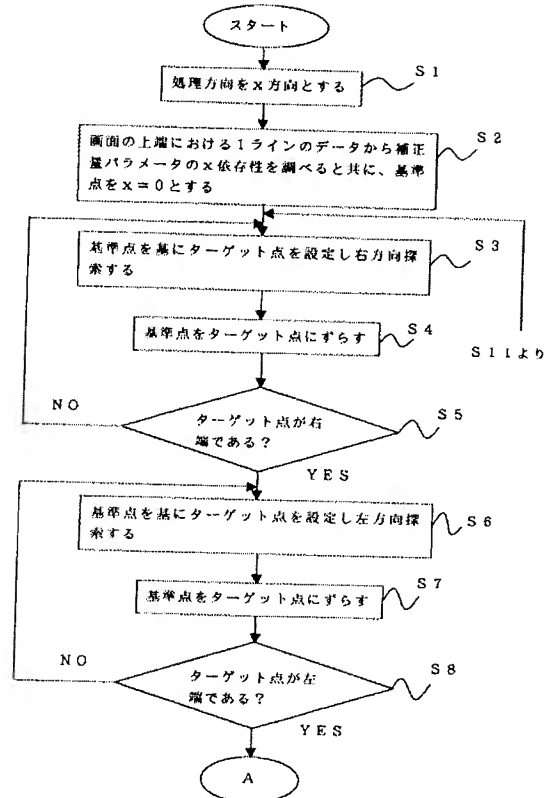 スタート
S1
処理方向をx方向とする
S2
画面の上端における1ラインのデータから補正
量パラメータのx依存性を調べると共に、基準
点をx=0とする
S3
基準点を基にターゲット点を設定し右方向探
索する
S4
基準点をターゲット点にずらす
S11より
S5
NO
ターゲット点が右
端である?
YES
S6
基準点を基にターゲット点を設定し左方向探
索する
S7
基準点をターゲット点にずらす
S8
NO
ターゲット点が左
端である?
YES
A